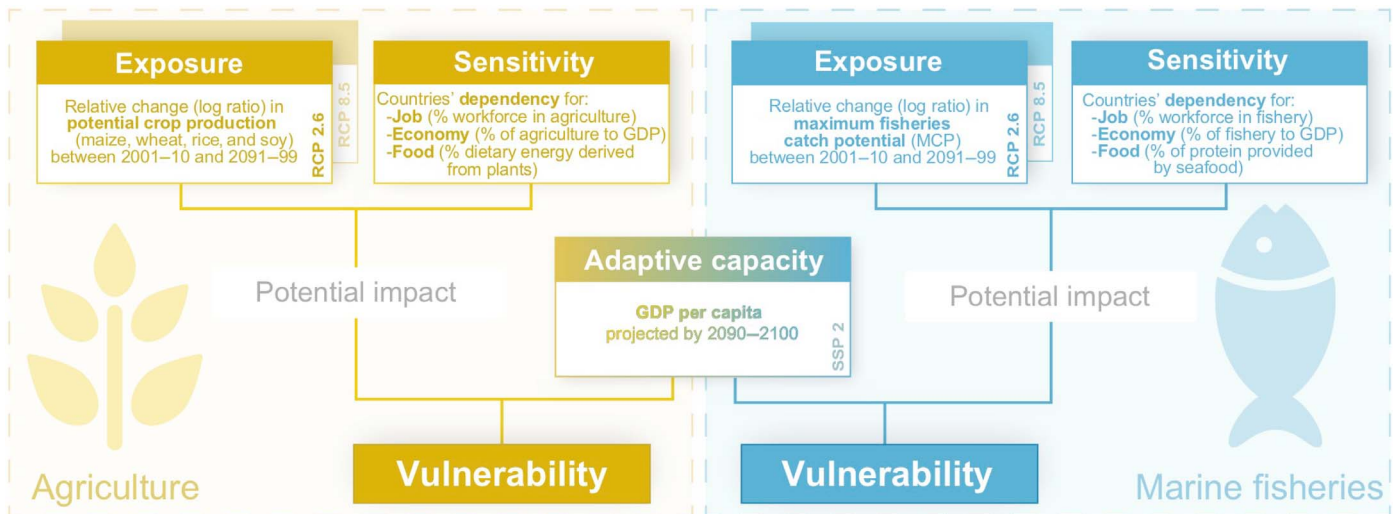 Exposure
Relative change (log ratio) in
potential crop production
(maize, wheat, rice, and soy)
between 2001–10 and 2091–99
RCP 2.6
RCP 8.5
Sensitivity
Countries’ dependency for:
-Job (% workforce in agriculture)
-Economy (% of agriculture to GDP)
-Food (% dietary energy derived
from plants)
Potential impact
Agriculture
Exposure
Relative change (log ratio) in
maximum fisheries
catch potential (MCP)
between 2001–10 and 2091–99
RCP 2.6
RCP 8.5
Sensitivity
Countries’ dependency for:
-Job (% workforce in fishery)
-Economy (% of fishery to GDP)
-Food (% of protein provided
by seafood)
Potential impact
Marine fisheries
Adaptive capacity
GDP per capita
projected by 2090–2100
SSP 2
Vulnerability
Vulnerability